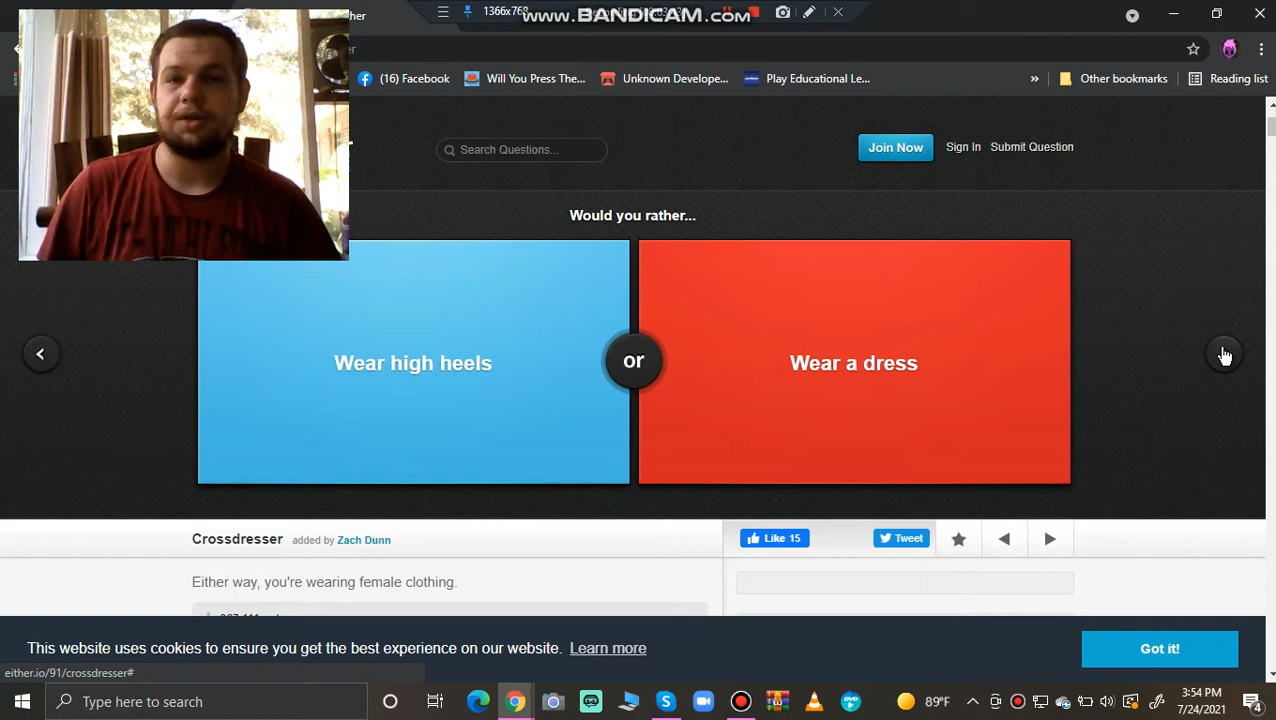 1366x768
www.BANDICAM.com
(16) Facebook
Will You Press The...
Unknown Develope...
Play Educational Le...
»
Other bookmarks
Reading list
Search Questions...
Join Now
Sign In
Submit Question
Would you rather...
Wear high heels
or
Wear a dress
Crossdresser
added by Zach Dunn
Like 15
Tweet
Either way, you're wearing female clothing.
This website uses cookies to ensure you get the best experience on our website. Learn more
Got it!
either.io/91/crossdresser#
Type here to search
89°F
3:54 PM
7/24/2021
4